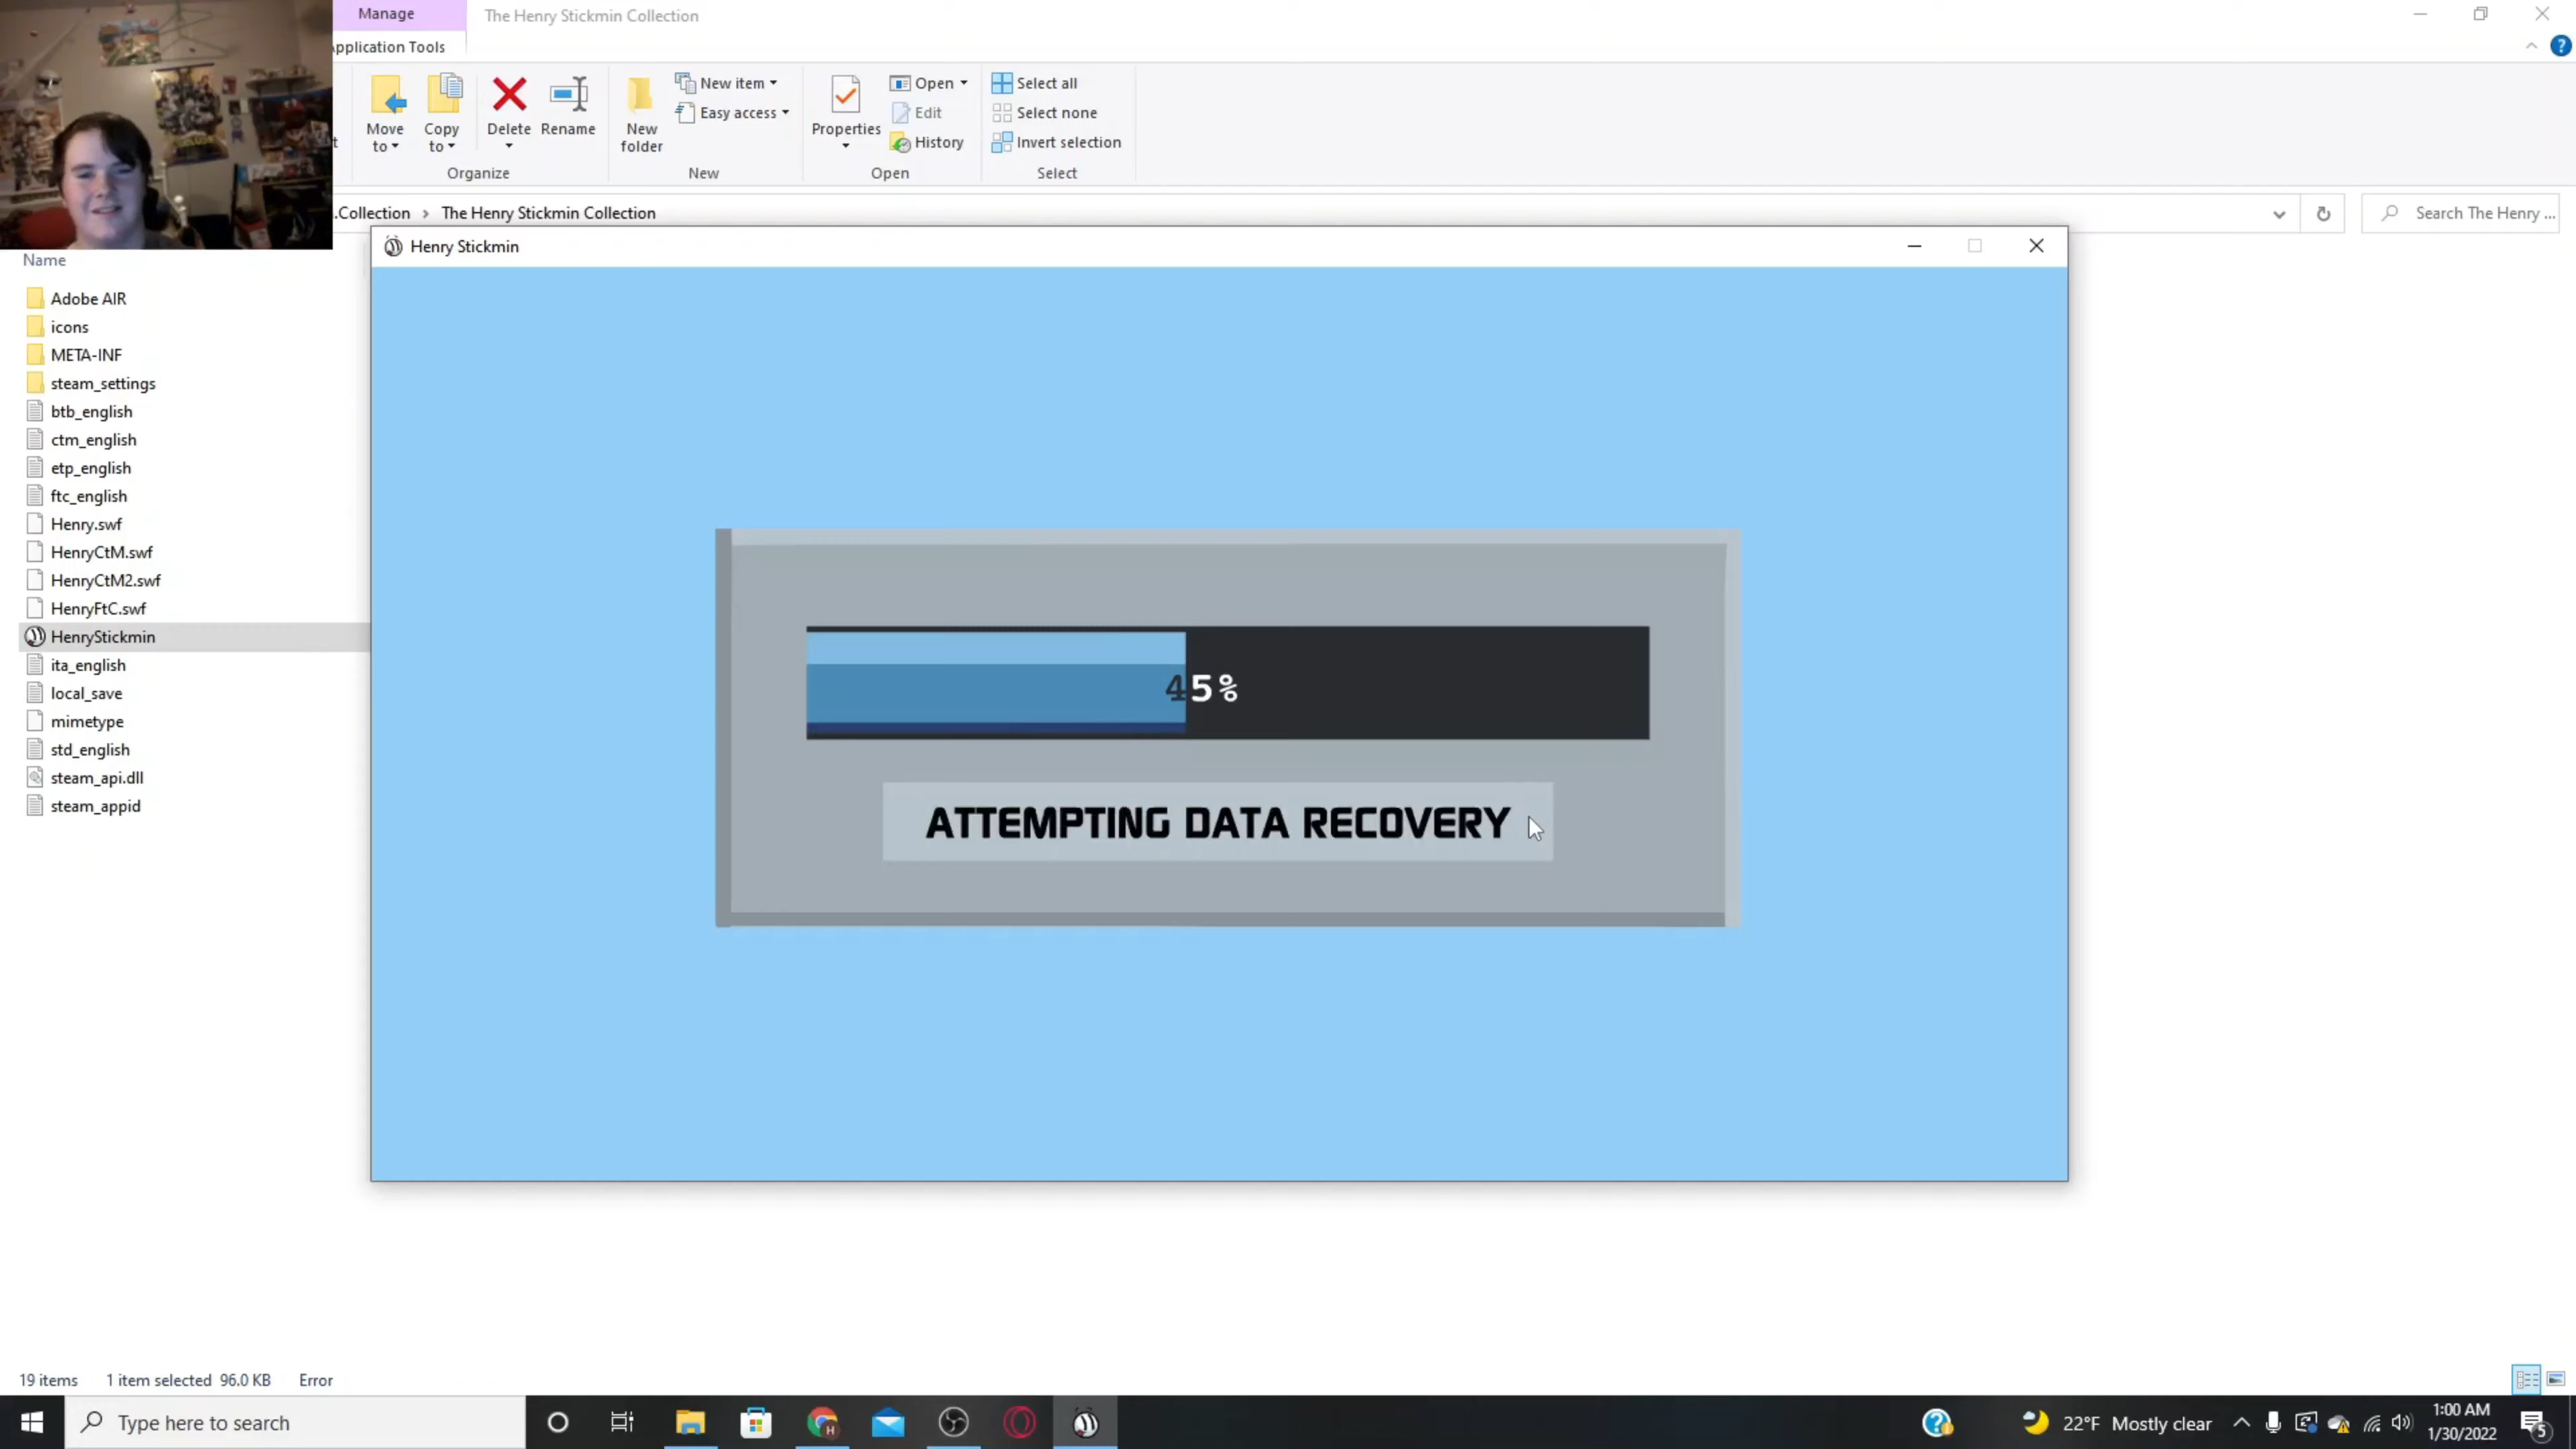 Manage
The Henry Stickmin Collection
pplication Tools
Move to
Copy to
Delete
Rename
Organize
New folder
New item
Easy access
New
Properties
Open
Edit
History
Open
Select all
Select none
Invert selection
Select
.Collection > The Henry Stickmin Collection
Search The Henry ...
Name
Adobe AIR
icons
META-INF
steam_settings
btb_english
ctm_english
etp_english
ftc_english
Henry.swf
HenryCtM.swf
HenryCtM2.swf
HenryFtC.swf
HenryStickmin
ita_english
local_save
mimetype
std_english
steam_api.dll
steam_appid
Henry Stickmin
45%
ATTEMPTING DATA RECOVERY
19 items 1 item selected 96.0 KB Error
Type here to search
22°F Mostly clear
1:00 AM
1/30/2022
5